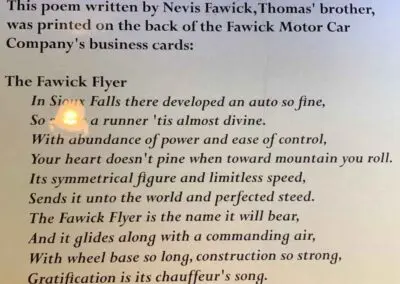 This poem written by Nevis Fawick,Thomas' brother,
was printed on the back of the Fawick Motor Car
Company's business cards:
The Fawick Flyer
In Sioux Falls there developed an auto so fine,
So a runner 'tis almost divine.
With abundance of power and ease of control,
Your heart doesn't pine when toward mountain you roll.
Its symmetrical figure and limitless speed,
Sends it unto the world and perfected steed.
The Fawick Flyer is the name it will bear,
And it glides along with a commanding air,
With wheel base so long, construction so strong,
Gratification is its chauffeur's song.